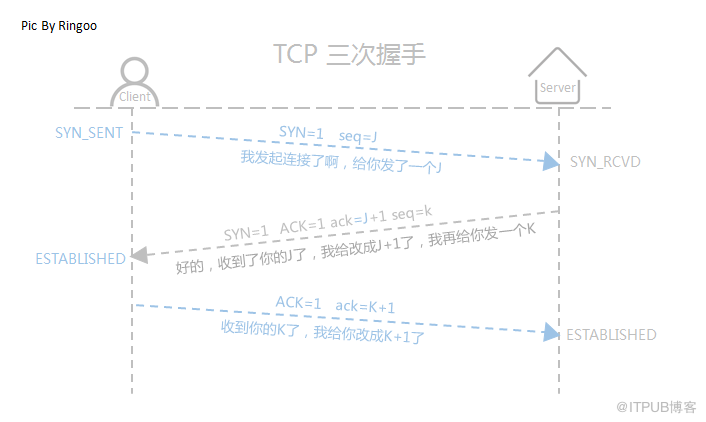 Pic By Ringoo
TCP 三次握手
Client
Server
SYN_SENT
SYN=1 seq=J
我发起连接了啊，给你发了一个J
SYN_RCVD
SYN=1 ACK=1 ack=J+1 seq=k
好的，收到了你的J了，我给改成J+1了，我再给你发一个K
ESTABLISHED
ACK=1 ack=K+1
收到你的K了，我给你改成K+1了
ESTABLISHED
@ITPUB博客